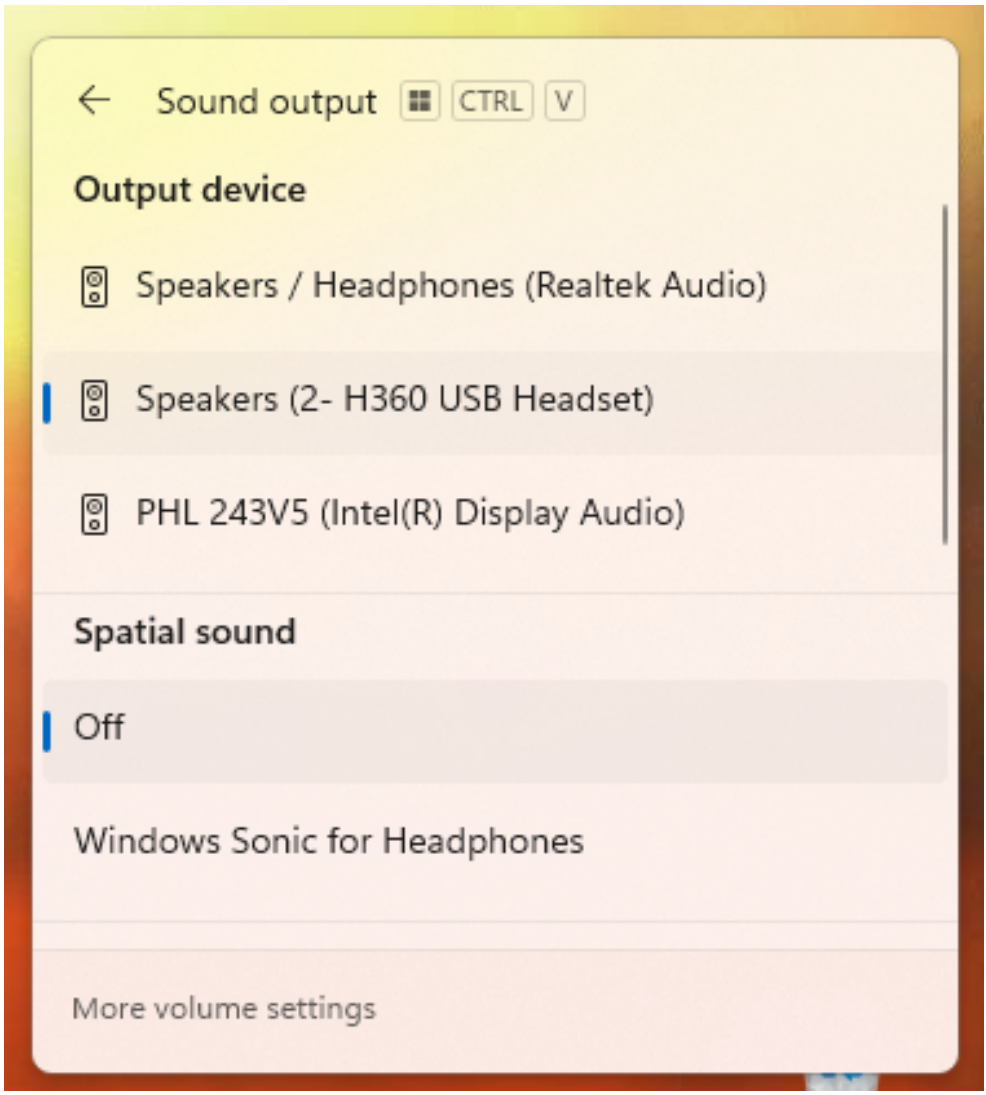 Sound output CTRL V
Output device
Speakers / Headphones (Realtek Audio)
Speakers (2- H360 USB Headset)
PHL 243V5 (Intel(R) Display Audio)
Spatial sound
Off
Windows Sonic for Headphones
More volume settings